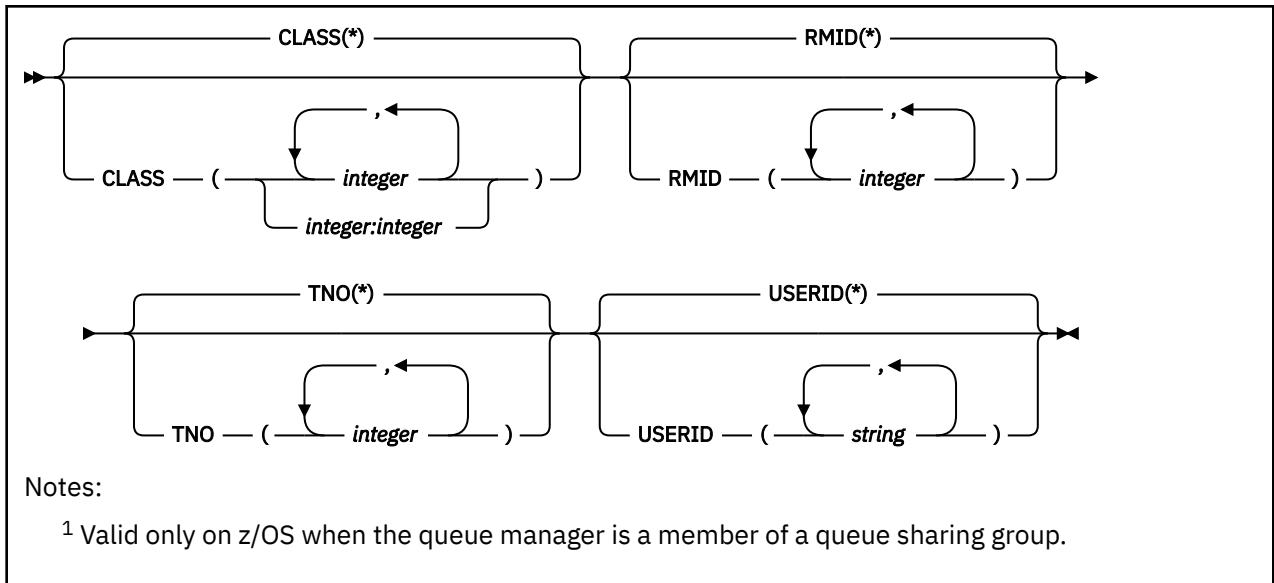 CLASS(*) RMID(*)
, ,
CLASS ( integer ) RMID ( integer )
integer:integer
TNO(*) USERID(*)
, ,
TNO ( integer ) USERID ( string )
Notes:
1 Valid only on z/OS when the queue manager is a member of a queue sharing group.